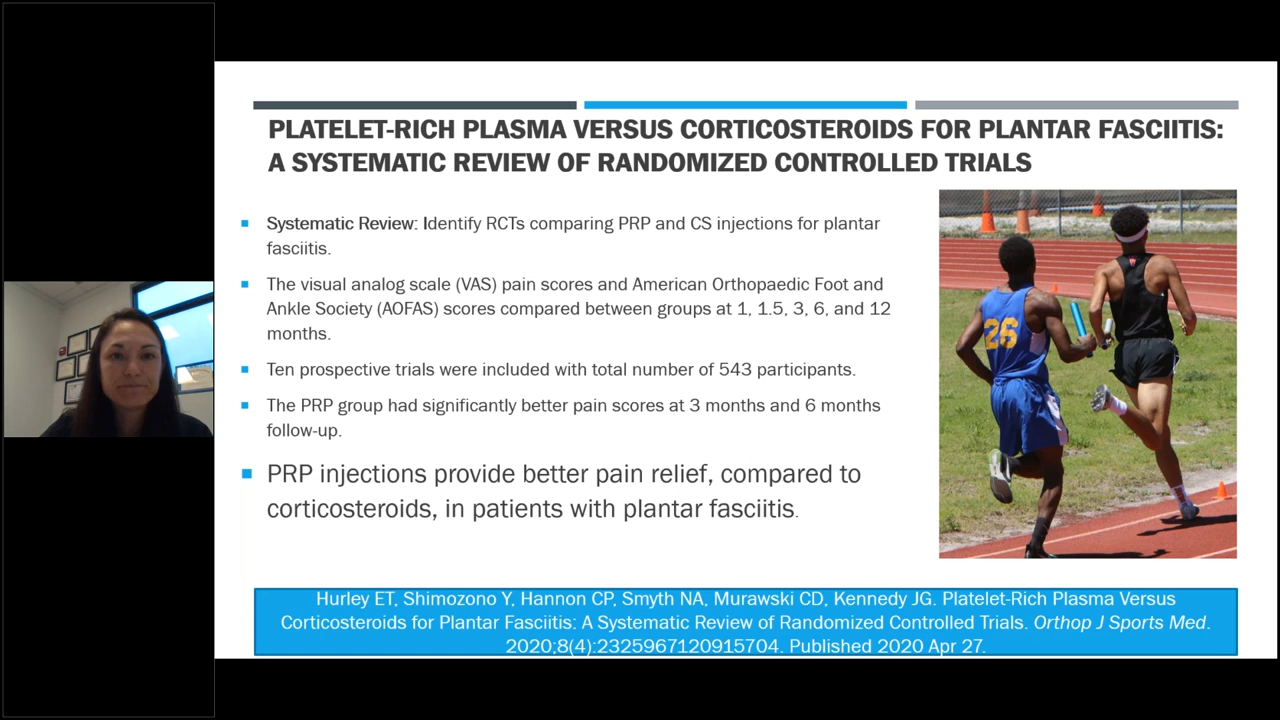 PLATELET-RICH PLASMA VERSUS CORTICOSTEROIDS FOR PLANTAR FASCIITIS:
A SYSTEMATIC REVIEW OF RANDOMIZED CONTROLLED TRIALS
Systematic Review: Identify RCTs comparing PRP and CS injections for plantar
fasciitis.
The visual analog scale (VAS) pain scores and American Orthopaedic Foot and
Ankle Society (AOFAS) scores compared between groups at 1, 1.5, 3, 6, and 12
months.
Ten prospective trials were included with total number of 543 participants.
The PRP group had significantly better pain scores at 3 months and 6 months
follow-up.
PRP injections provide better pain relief, compared to
corticosteroids, in patients with plantar fasciitis.
26
Hurley ET, Shimozono Y, Hannon CP, Smyth NA, Murawski CD, Kennedy JG. Platelet-Rich Plasma Versus
Corticosteroids for Plantar Fasciitis: A Systematic Review of Randomized Controlled Trials. Orthop J Sports Med.
2020;8(4):2325967120915704. Published 2020 Apr 27.